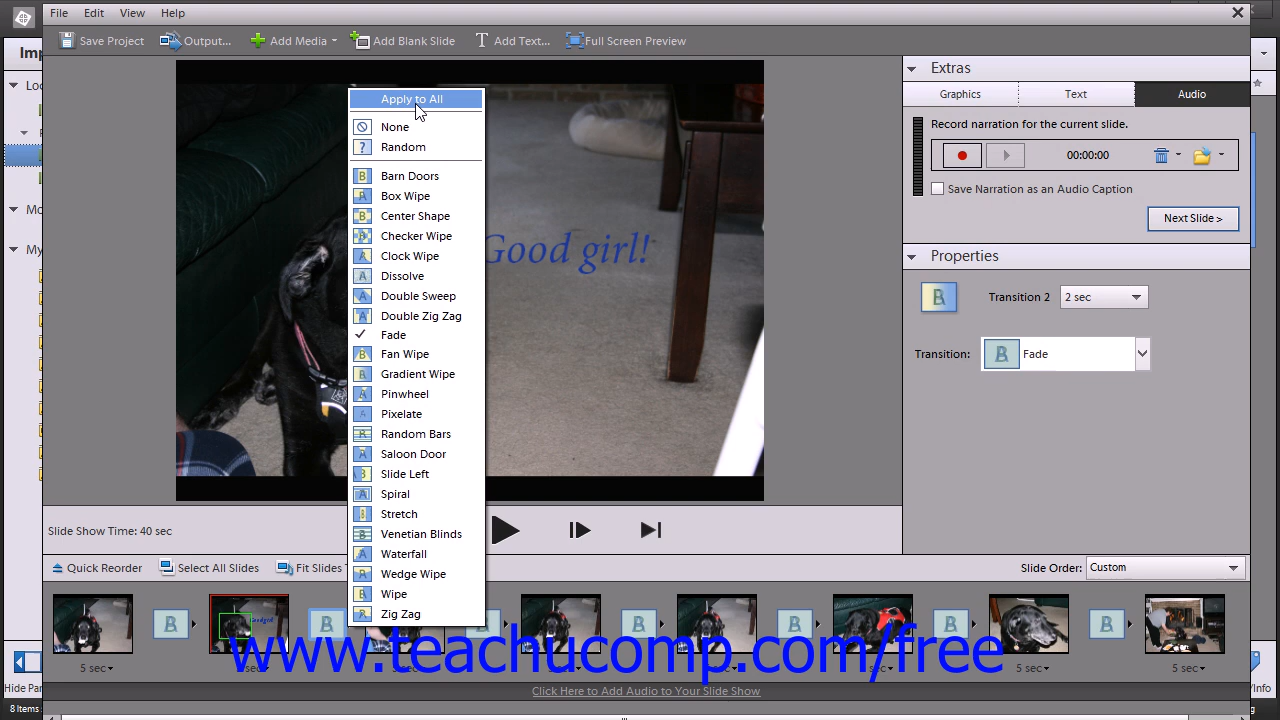 File Edit View Help
Save Project Output... Add Media Add Blank Slide Add Text... Full Screen Preview
Extras
Graphics Text Audio
Record narration for the current slide.
00:00:00
Save Narration as an Audio Caption
Next Slide >
Properties
Transition 2 2 sec
Transition: Fade
Apply to All
None
Random
Barn Doors
Box Wipe
Center Shape
Checker Wipe
Clock Wipe
Dissolve
Double Sweep
Double Zig Zag
Fade
Fan Wipe
Gradient Wipe
Pinwheel
Pixelate
Random Bars
Saloon Door
Slide Left
Spiral
Stretch
Venetian Blinds
Waterfall
Wedge Wipe
Wipe
Zig Zag
Good girl!
Slide Show Time: 40 sec
Quick Reorder Select All Slides Fit Slides
Slide Order: Custom
www.teachucomp.com/free
5 sec 5 sec 5 sec
Click Here to Add Audio to Your Slide Show
Hide Par
8 Items
/Info